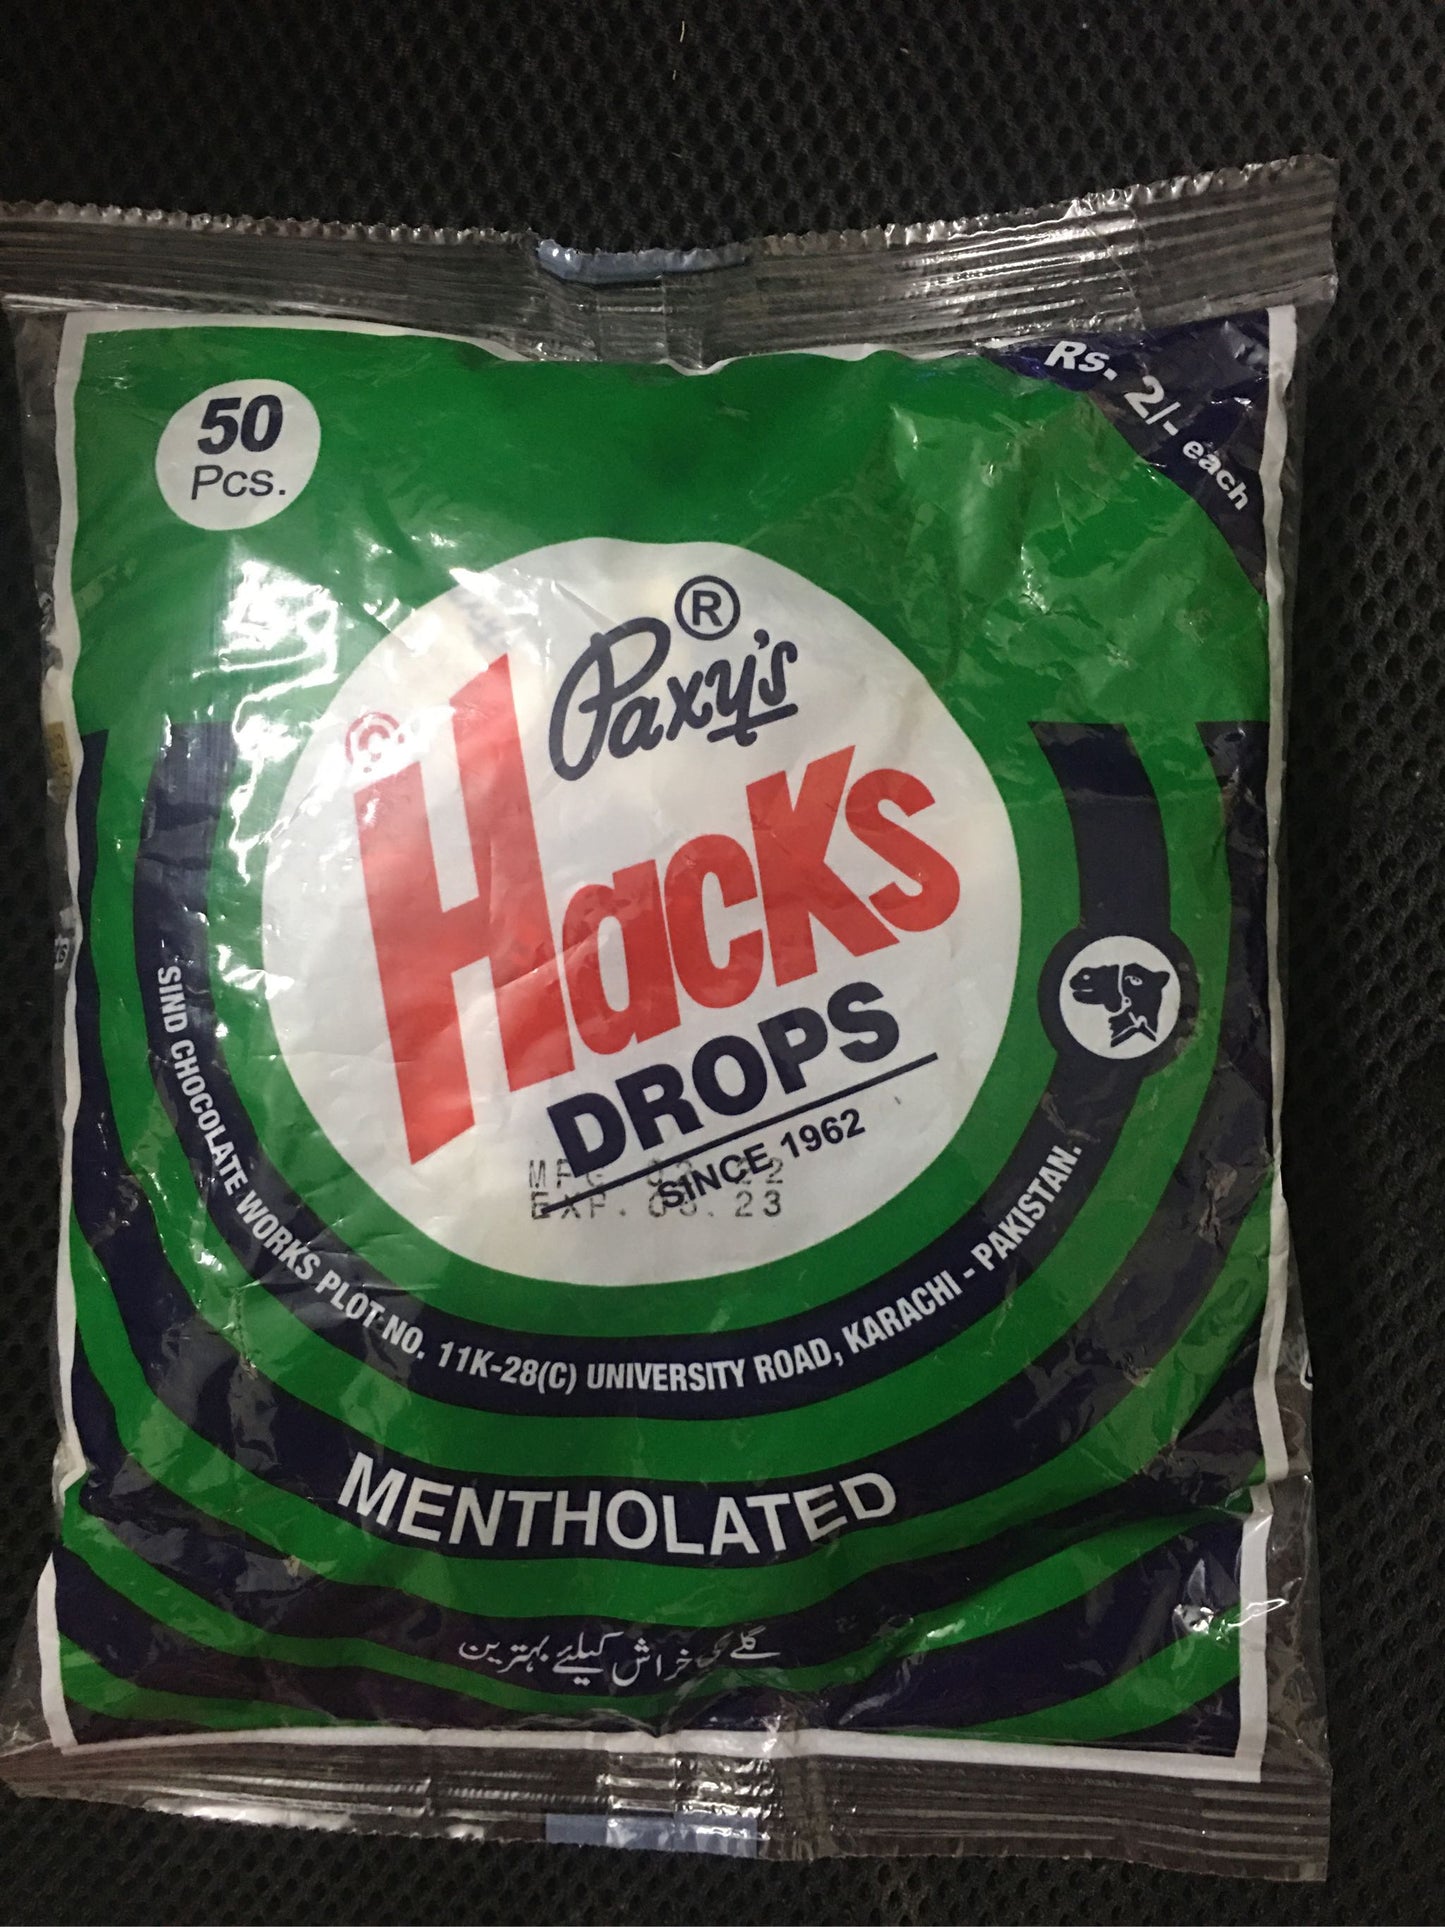 50
Pcs.
Rs. 2/- each
®
Paxy's
Hacks
DROPS
SINCE 1962
MFG
EXP. 23
SIND CHOCOLATE WORKS PLOT NO. 11K-28(C) UNIVERSITY ROAD, KARACHI - PAKISTAN.
MENTHOLATED
گلے کی خراش کیلئے بہترین